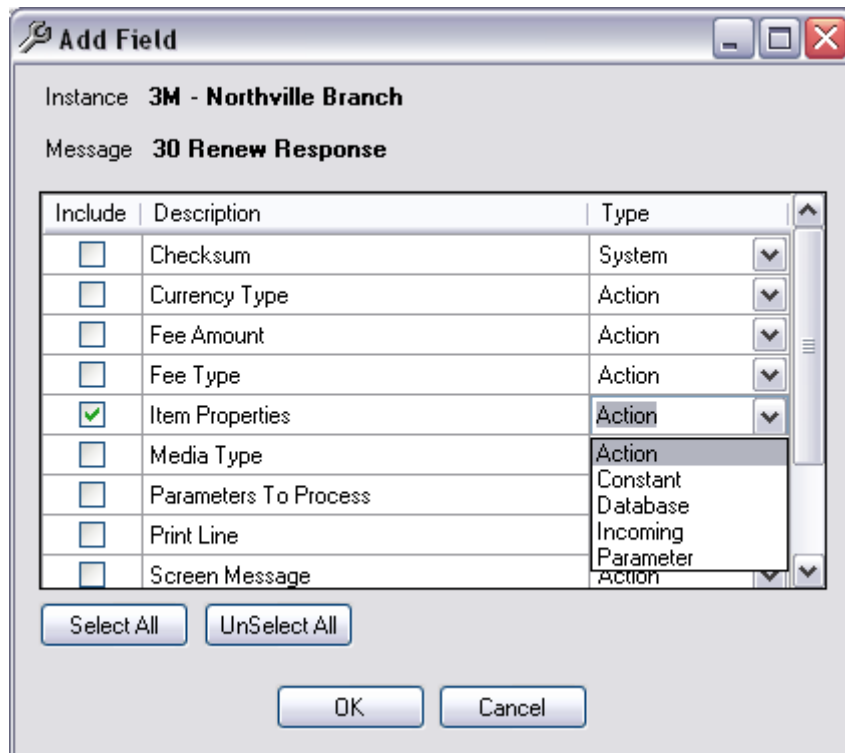 Add Field
Instance 3M - Northville Branch
Message 30 Renew Response
Include Description Type
Checksum System
Currency Type Action
Fee Amount Action
Fee Type Action
Item Properties Action
Media Type Action
Constant
Parameters To Process Database
Print Line Incoming
Parameter
Screen Message Action
Select All UnSelect All
OK Cancel